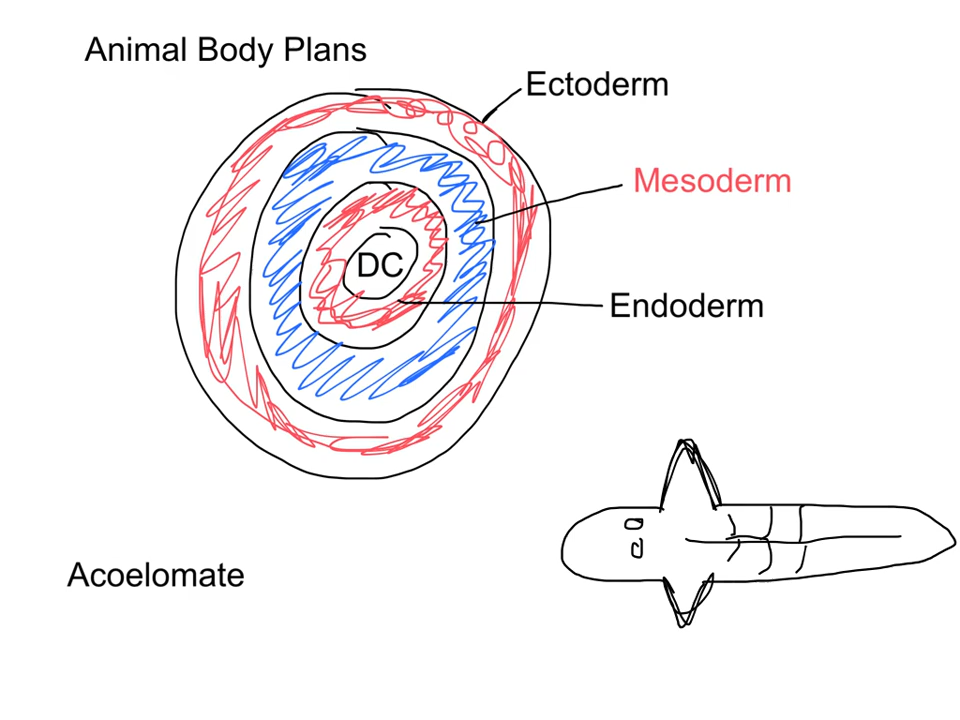 Animal Body Plans
Ectoderm
Mesoderm
DC
Endoderm
Acoelomate